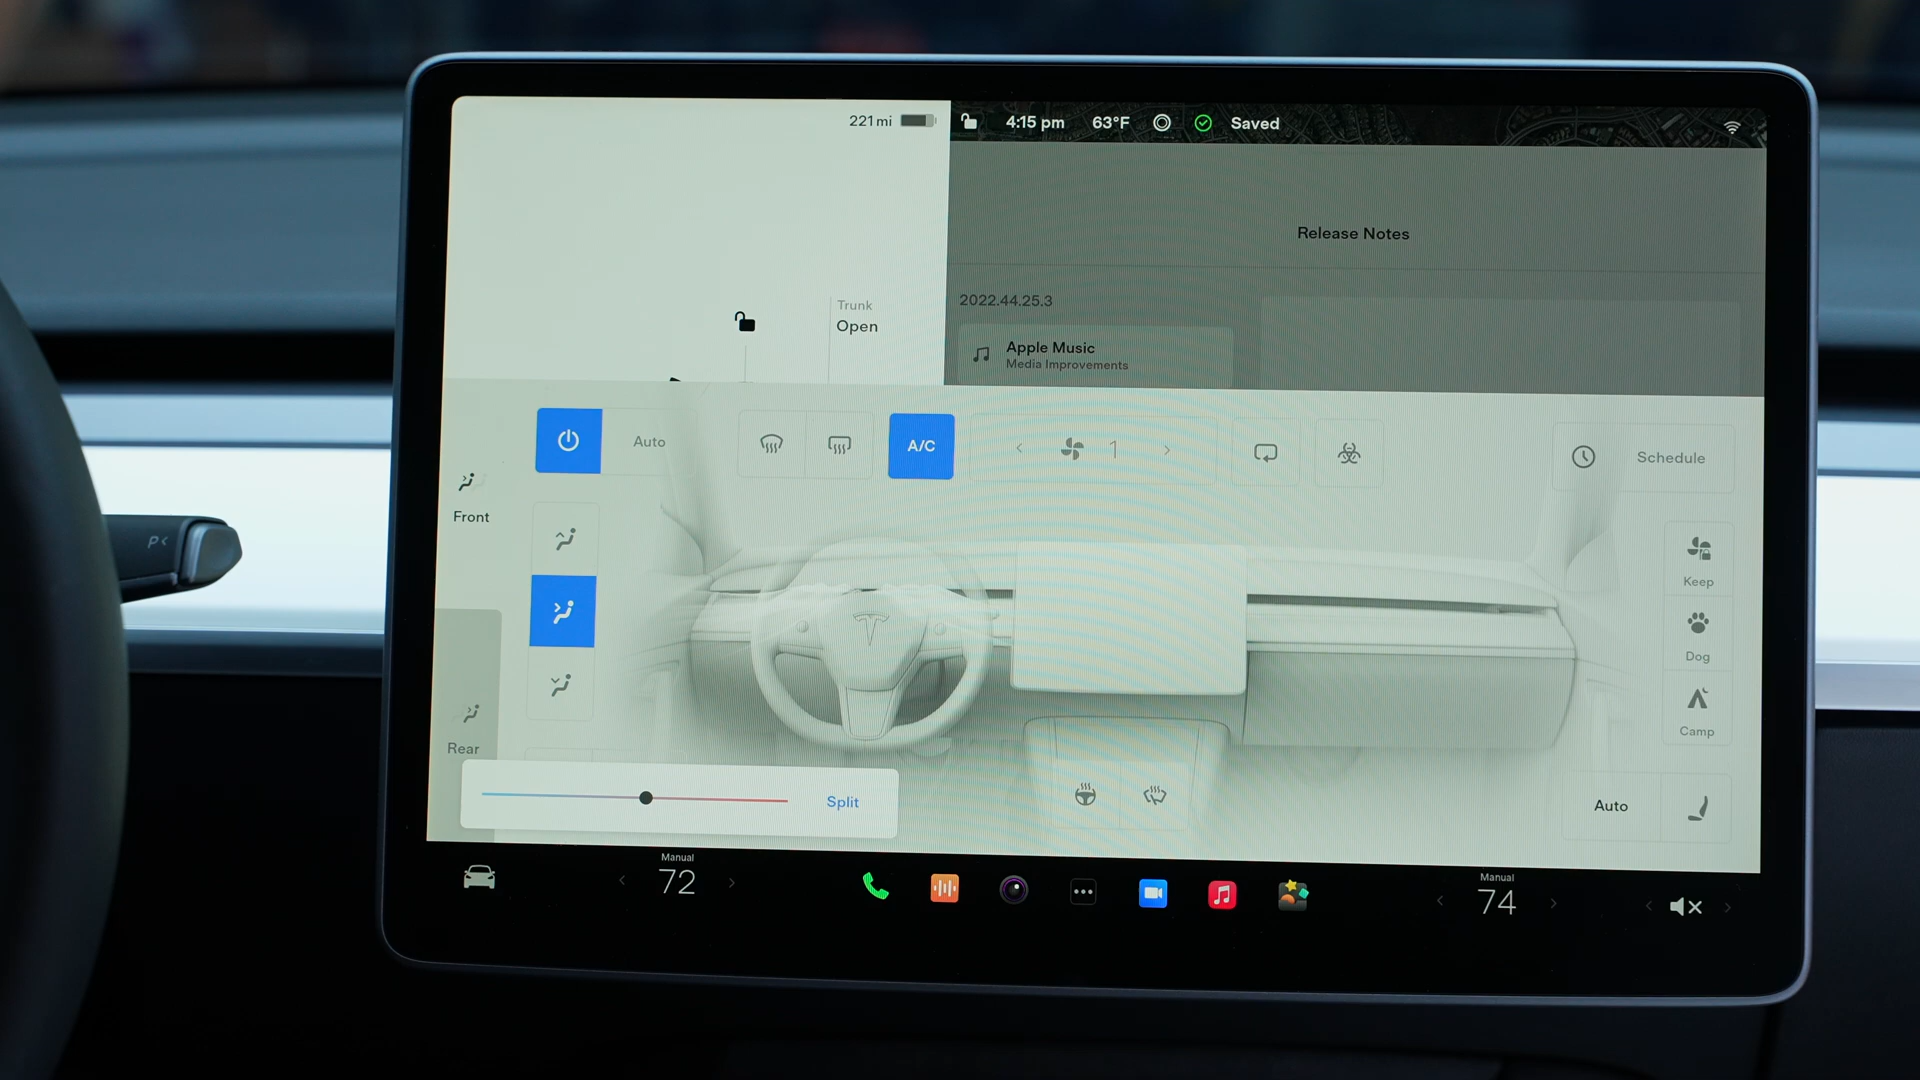 221 mi
4:15 pm 63°F Saved
Release Notes
2022.44.25.3
Trunk
Open
Apple Music
Media Improvements
Auto
A/C
1
Schedule
Front
P<
Keep
Dog
Camp
Rear
Split
Auto
Manual
72
Manual
74